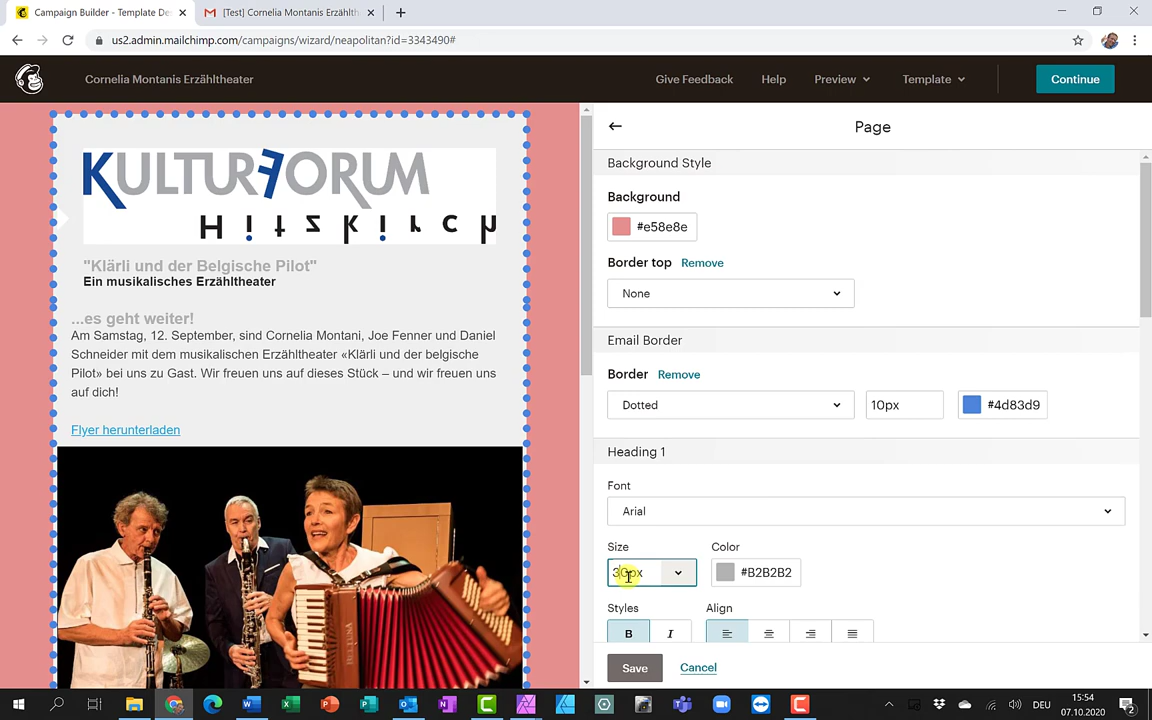 Campaign Builder - Template De
[Test] Cornelia Montanis Erzählth
us2.admin.mailchimp.com/campaigns/wizard/neapolitan?id=3343490#
Cornelia Montanis Erzähltheater
Give Feedback
Help
Preview
Template
Continue
Page
Background Style
Background
#e58e8e
Border top Remove
None
Email Border
Border Remove
Dotted
10px
#4d83d9
Heading 1
Font
Arial
Size
Color
30px
#B2B2B2
Styles
Align
B
I
Save
Cancel
KULTURFORUM
Hitzkirch
"Klärli und der Belgische Pilot"
Ein musikalisches Erzähltheater
...es geht weiter!
Am Samstag, 12. September, sind Cornelia Montani, Joe Fenner und Daniel
Schneider mit dem musikalischen Erzähltheater «Klärli und der belgische
Pilot» bei uns zu Gast. Wir freuen uns auf dieses Stück – und wir freuen uns
auf dich!
Flyer herunterladen
DEU
15:54
07.10.2020
2